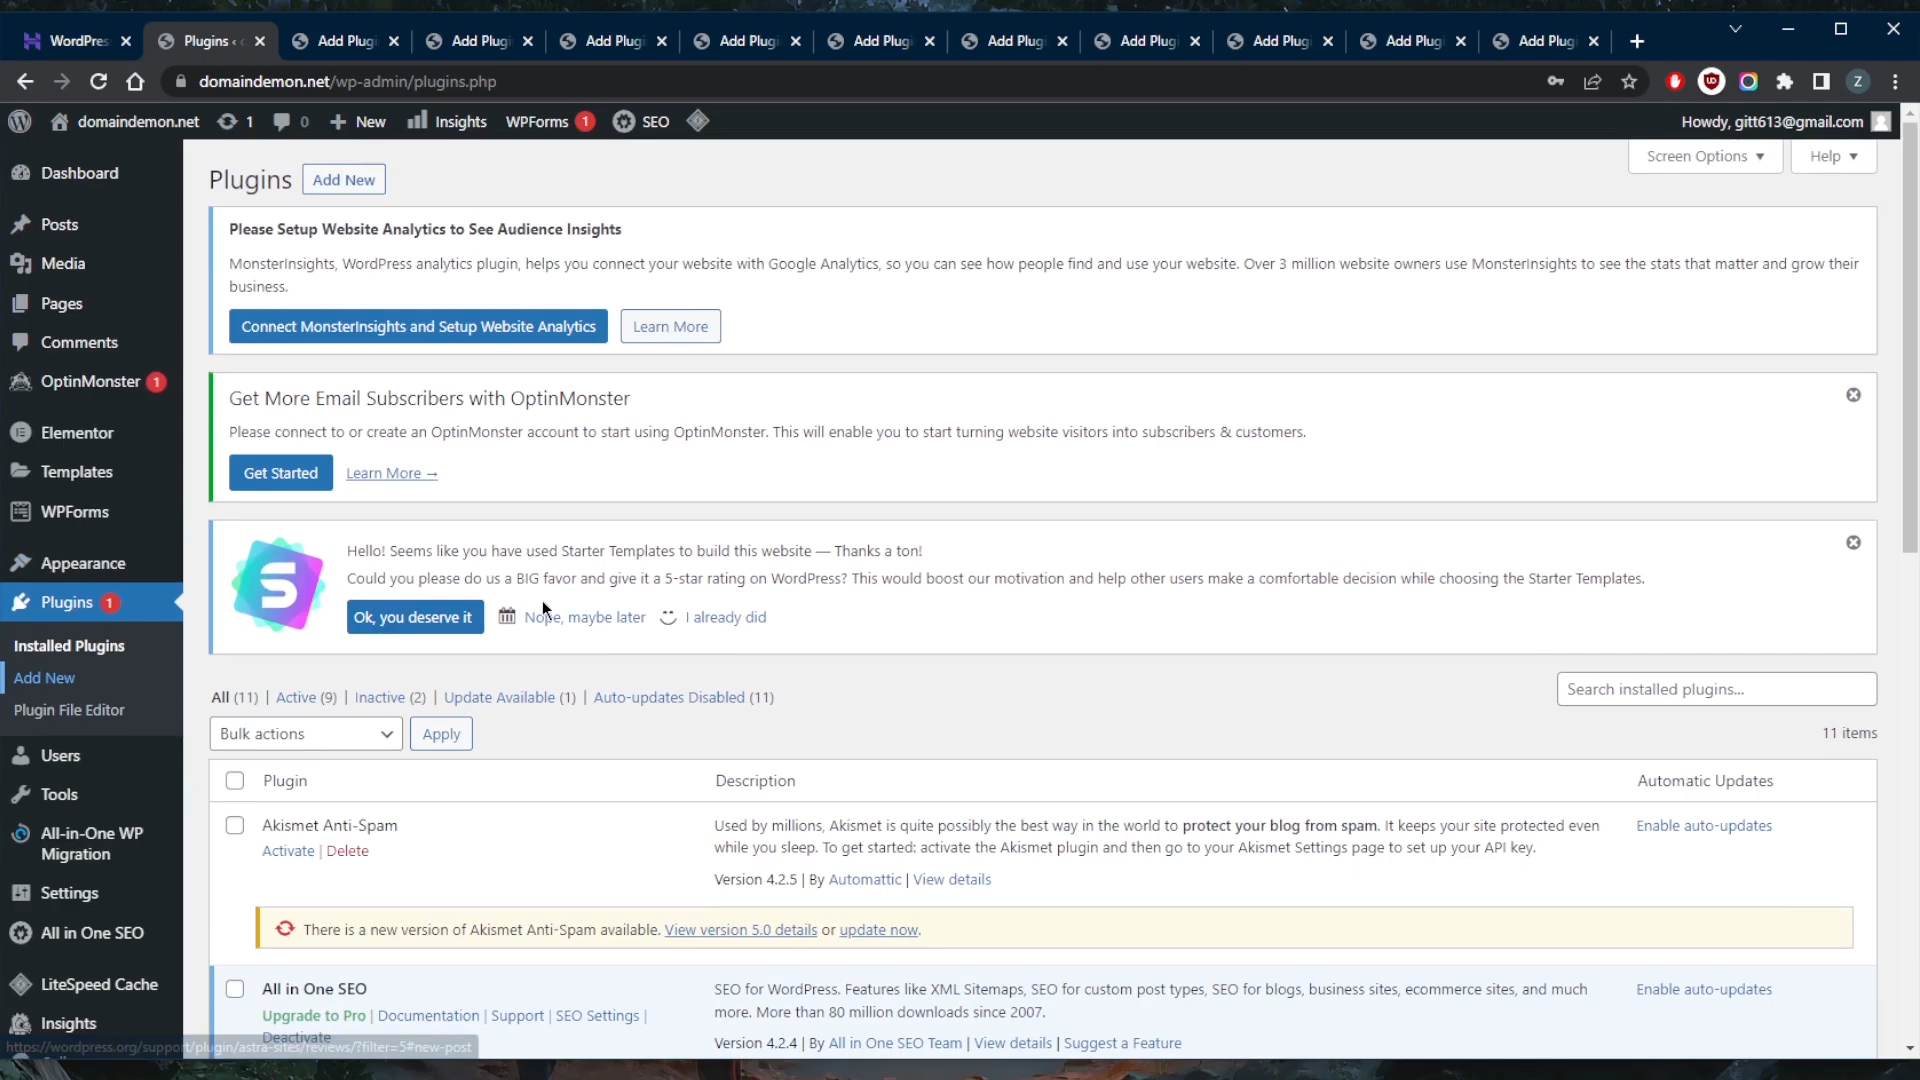 WordPres
Plugins ‹
Add Plug
Add Plug
Add Plug
Add Plug
Add Plug
Add Plug
Add Plug
Add Plug
Add Plug
Add Plug
domaindemon.net/wp-admin/plugins.php
Z
domaindemon.net
1
0
New
Insights
WPForms 1
SEO
Howdy, gitt613@gmail.com
Dashboard
Posts
Media
Pages
Comments
OptinMonster 1
Elementor
Templates
WPForms
Appearance
Plugins 1
Installed Plugins
Add New
Plugin File Editor
Users
Tools
All-in-One WP
Migration
Settings
All in One SEO
LiteSpeed Cache
Insights
Screen Options
Help
Plugins
Add New
Please Setup Website Analytics to See Audience Insights
MonsterInsights, WordPress analytics plugin, helps you connect your website with Google Analytics, so you can see how people find and use your website. Over 3 million website owners use MonsterInsights to see the stats that matter and grow their
business.
Connect MonsterInsights and Setup Website Analytics
Learn More
Get More Email Subscribers with OptinMonster
Please connect to or create an OptinMonster account to start using OptinMonster. This will enable you to start turning website visitors into subscribers & customers.
Get Started
Learn More →
Hello! Seems like you have used Starter Templates to build this website — Thanks a ton!
Could you please do us a BIG favor and give it a 5-star rating on WordPress? This would boost our motivation and help other users make a comfortable decision while choosing the Starter Templates.
Ok, you deserve it
Nope, maybe later
I already did
All (11) | Active (9) | Inactive (2) | Update Available (1) | Auto-updates Disabled (11)
Search installed plugins...
Bulk actions
Apply
11 items
Plugin
Description
Automatic Updates
Akismet Anti-Spam
Activate | Delete
Used by millions, Akismet is quite possibly the best way in the world to protect your blog from spam. It keeps your site protected even
while you sleep. To get started: activate the Akismet plugin and then go to your Akismet Settings page to set up your API key.
Version 4.2.5 | By Automattic | View details
Enable auto-updates
There is a new version of Akismet Anti-Spam available. View version 5.0 details or update now.
All in One SEO
Upgrade to Pro | Documentation | Support | SEO Settings |
Deactivate
SEO for WordPress. Features like XML Sitemaps, SEO for custom post types, SEO for blogs, business sites, ecommerce sites, and much
more. More than 80 million downloads since 2007.
Version 4.2.4 | By All in One SEO Team | View details | Suggest a Feature
Enable auto-updates
https://wordpress.org/support/plugin/astra-sites/reviews/?filter=5#new-post